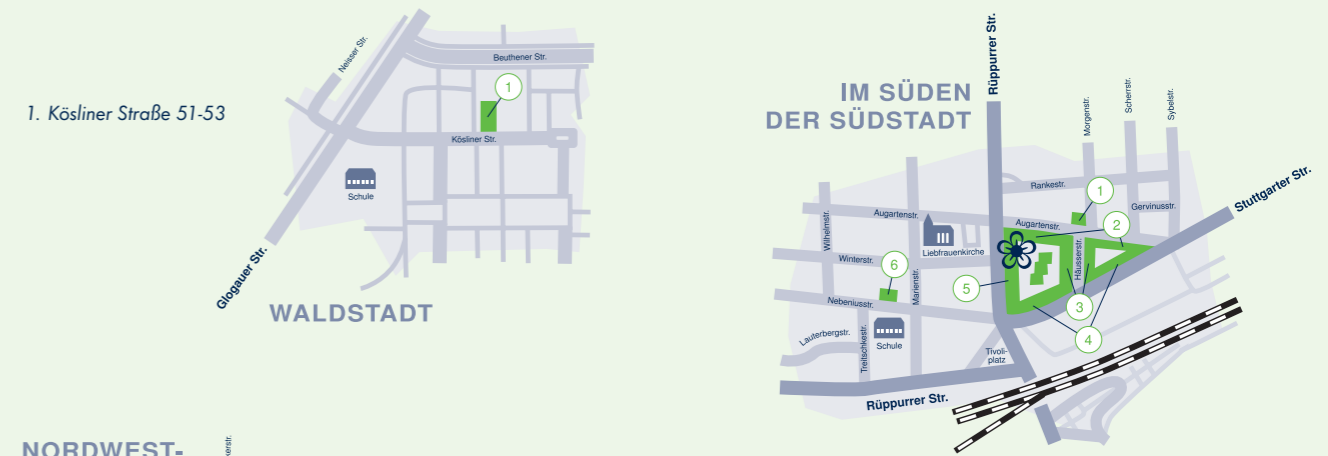 1. Kösliner Straße 51-53
Neisser Str.
Beuthener Str.
1
Kösliner Str.
Schule
Glogauer Str.
WALDSTADT
NORDWEST-
IM SÜDEN
DER SÜDSTADT
Rüppurrer Str.
Morgenstr.
Scherrstr.
Sybelstr.
Stuttgarter Str.
Rankestr.
1
Gervinusstr.
Augartenstr.
Augartenstr.
2
Wilhelmstr.
Liebfrauenkirche
Häusserstr.
Winterstr.
6
Marienstr.
5
Nebeniusstr.
3
Schule
4
Lauterbergstr.
Treitschkestr.
Tivoli-
platz
Rüppurrer Str.